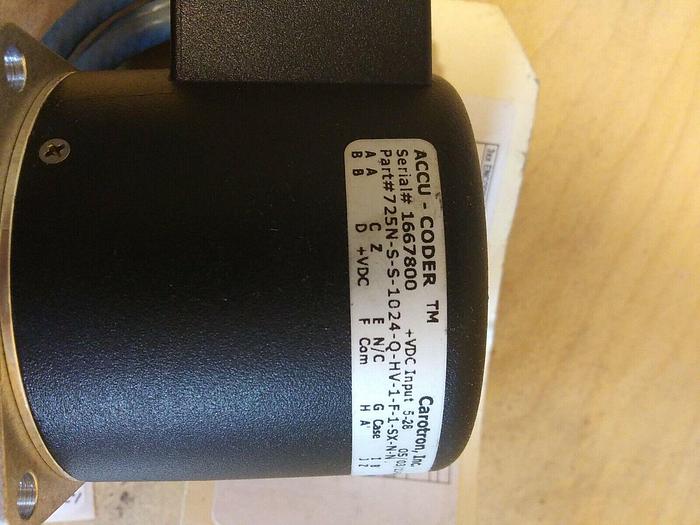 ACCU - CODER ™ Carotron, Inc.
Serial# 1667800 +VDC Input 5-28
Part# 725N-S-S-1024-Q-HV-1-F-1-SX-N-N
A A C Z E N/C G Case
B B D +VDC F Com H A'